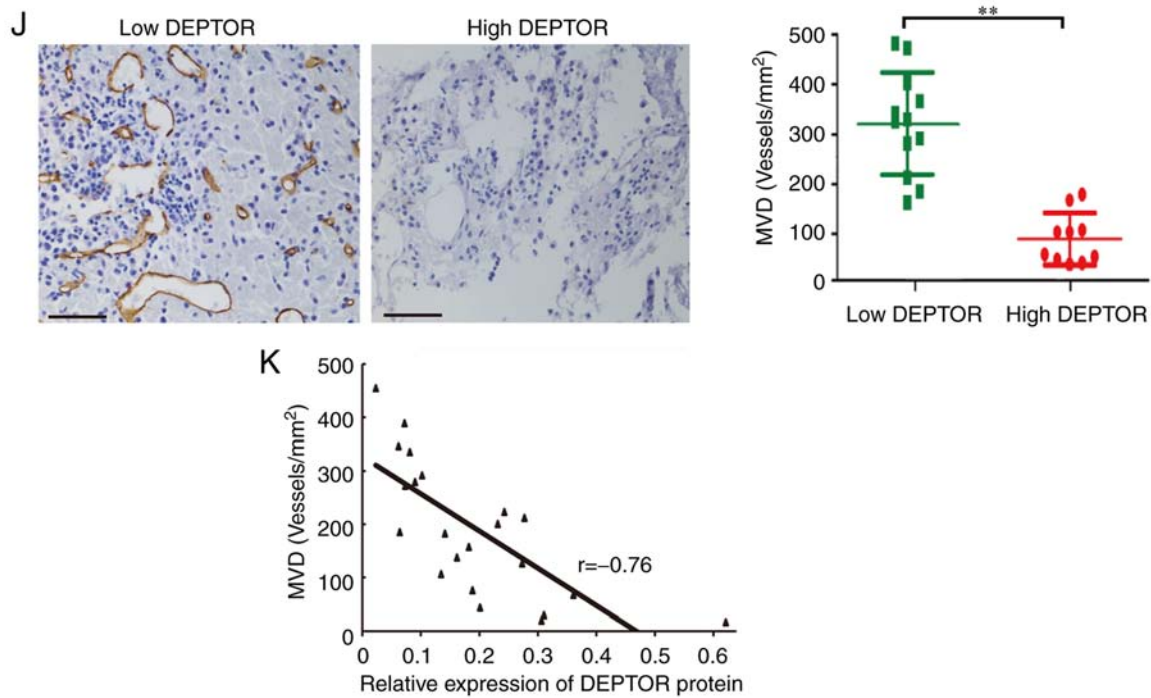 J
Low DEPTOR
High DEPTOR
**
MVD (Vessels/mm²)
500
400
300
200
100
0
Low DEPTOR
High DEPTOR
K
MVD (Vessels/mm²)
500
400
300
200
100
0
r=−0.76
0 0.1 0.2 0.3 0.4 0.5 0.6
Relative expression of DEPTOR protein